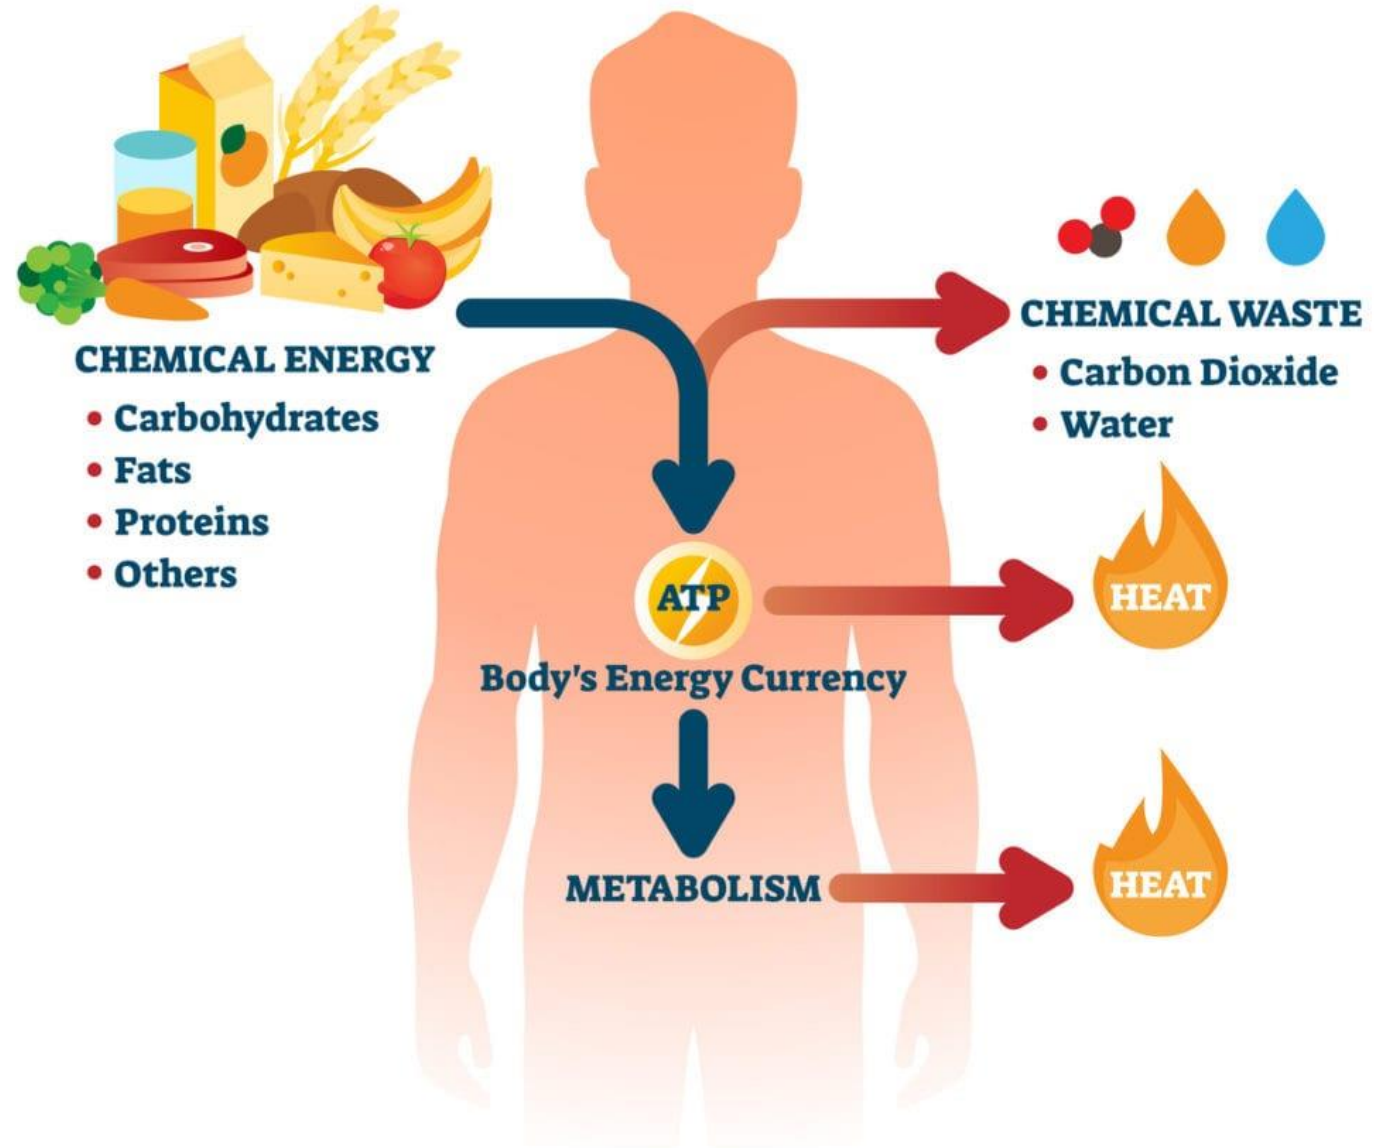 CHEMICAL ENERGY
• Carbohydrates
• Fats
• Proteins
• Others
CHEMICAL WASTE
• Carbon Dioxide
• Water
ATP
Body's Energy Currency
HEAT
METABOLISM
HEAT